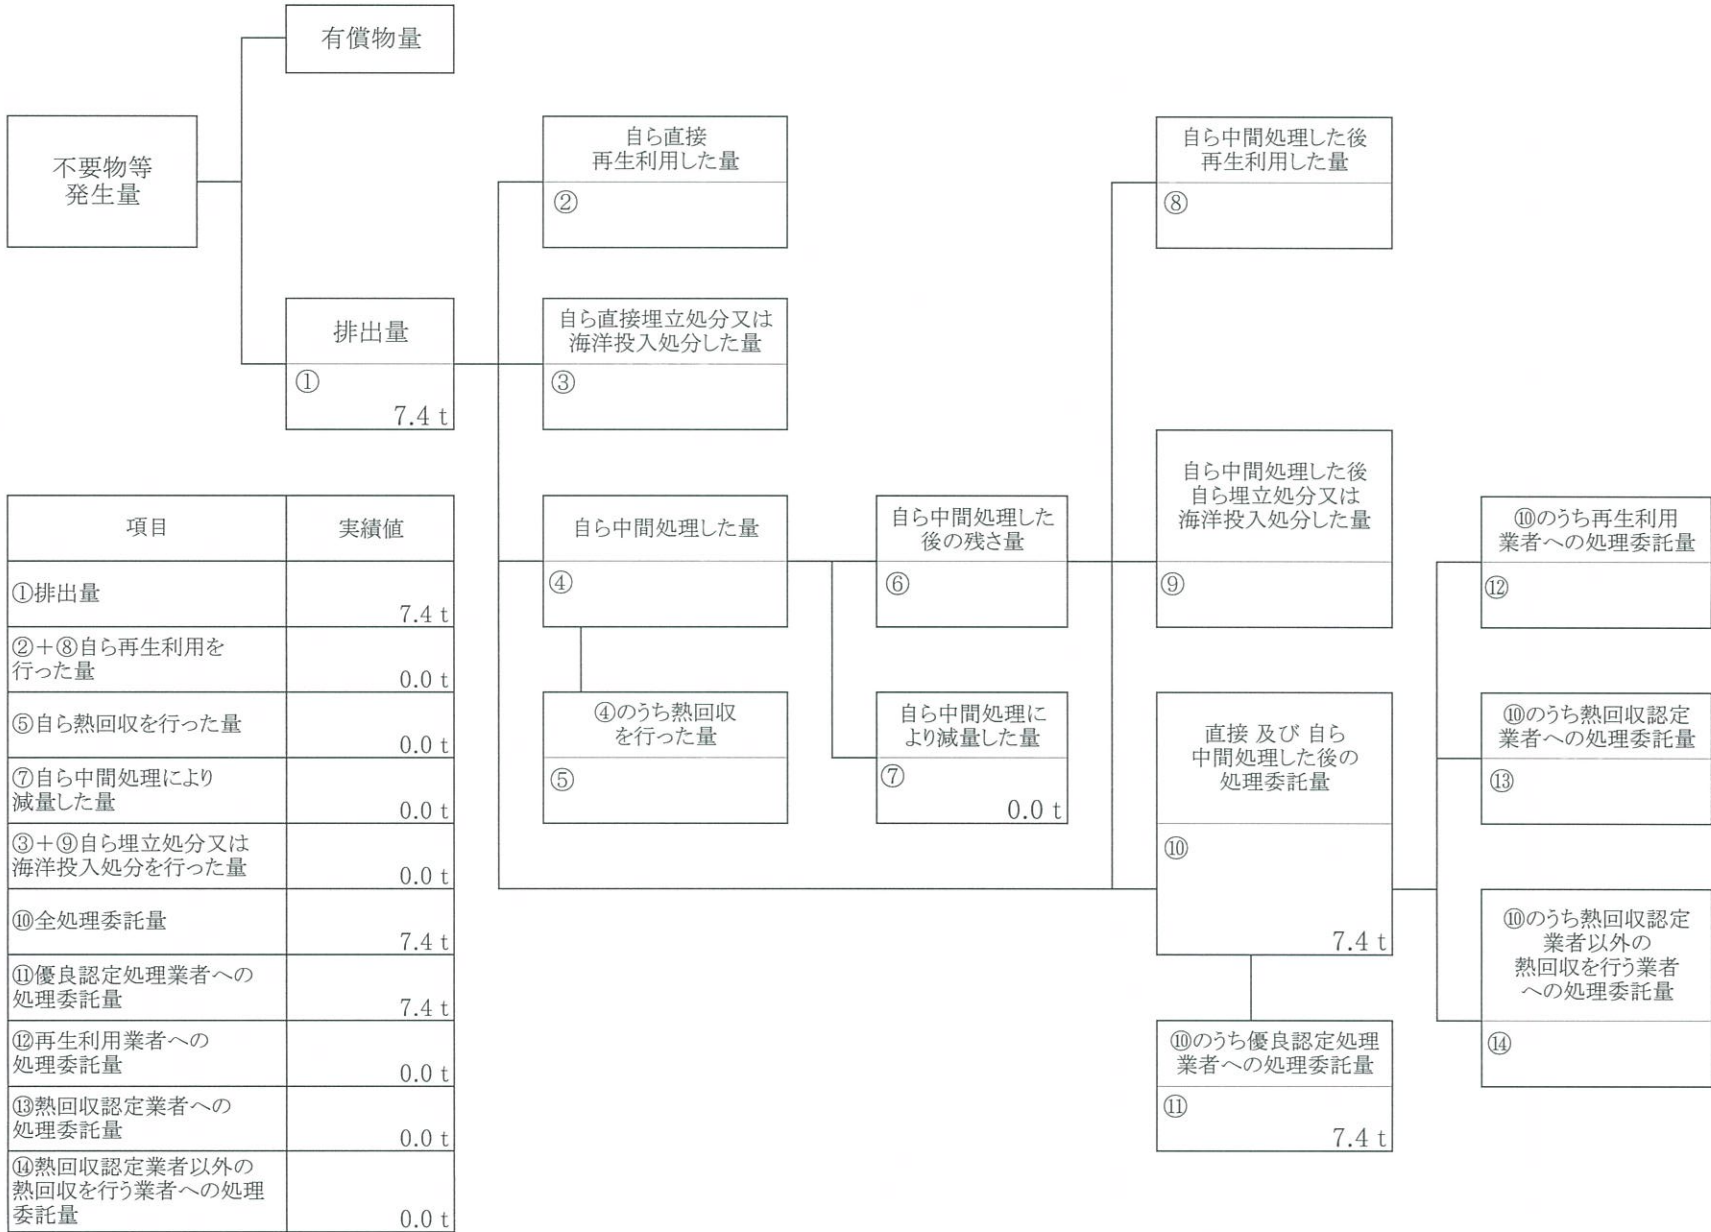 有償物量
不要物等
発生量
自ら直接
再生利用した量
②
自ら中間処理した後
再生利用した量
⑧
排出量
①
7.4 t
自ら直接埋立処分又は
海洋投入処分した量
③
自ら中間処理した量
④
自ら中間処理した
後の残さ量
⑥
自ら中間処理した後
自ら埋立処分又は
海洋投入処分した量
⑨
⑩のうち再生利用
業者への処理委託量
⑫
④のうち熱回収
を行った量
⑤
自ら中間処理に
より減量した量
⑦
0.0 t
直接 及び 自ら
中間処理した後の
処理委託量
⑩
7.4 t
⑩のうち熱回収認定
業者への処理委託量
⑬
⑩のうち熱回収認定
業者以外の
熱回収を行う業者
への処理委託量
⑭
⑩のうち優良認定処理
業者への処理委託量
⑪
7.4 t
項目 実績値
①排出量
7.4 t
②+⑧自ら再生利用を
行った量
0.0 t
⑤自ら熱回収を行った量
0.0 t
⑦自ら中間処理により
減量した量
0.0 t
③+⑨自ら埋立処分又は
海洋投入処分を行った量
0.0 t
⑩全処理委託量
7.4 t
⑪優良認定処理業者への
処理委託量
7.4 t
⑫再生利用業者への
処理委託量
0.0 t
⑬熱回収認定業者への
処理委託量
0.0 t
⑭熱回収認定業者以外の
熱回収を行う業者への処理
委託量
0.0 t